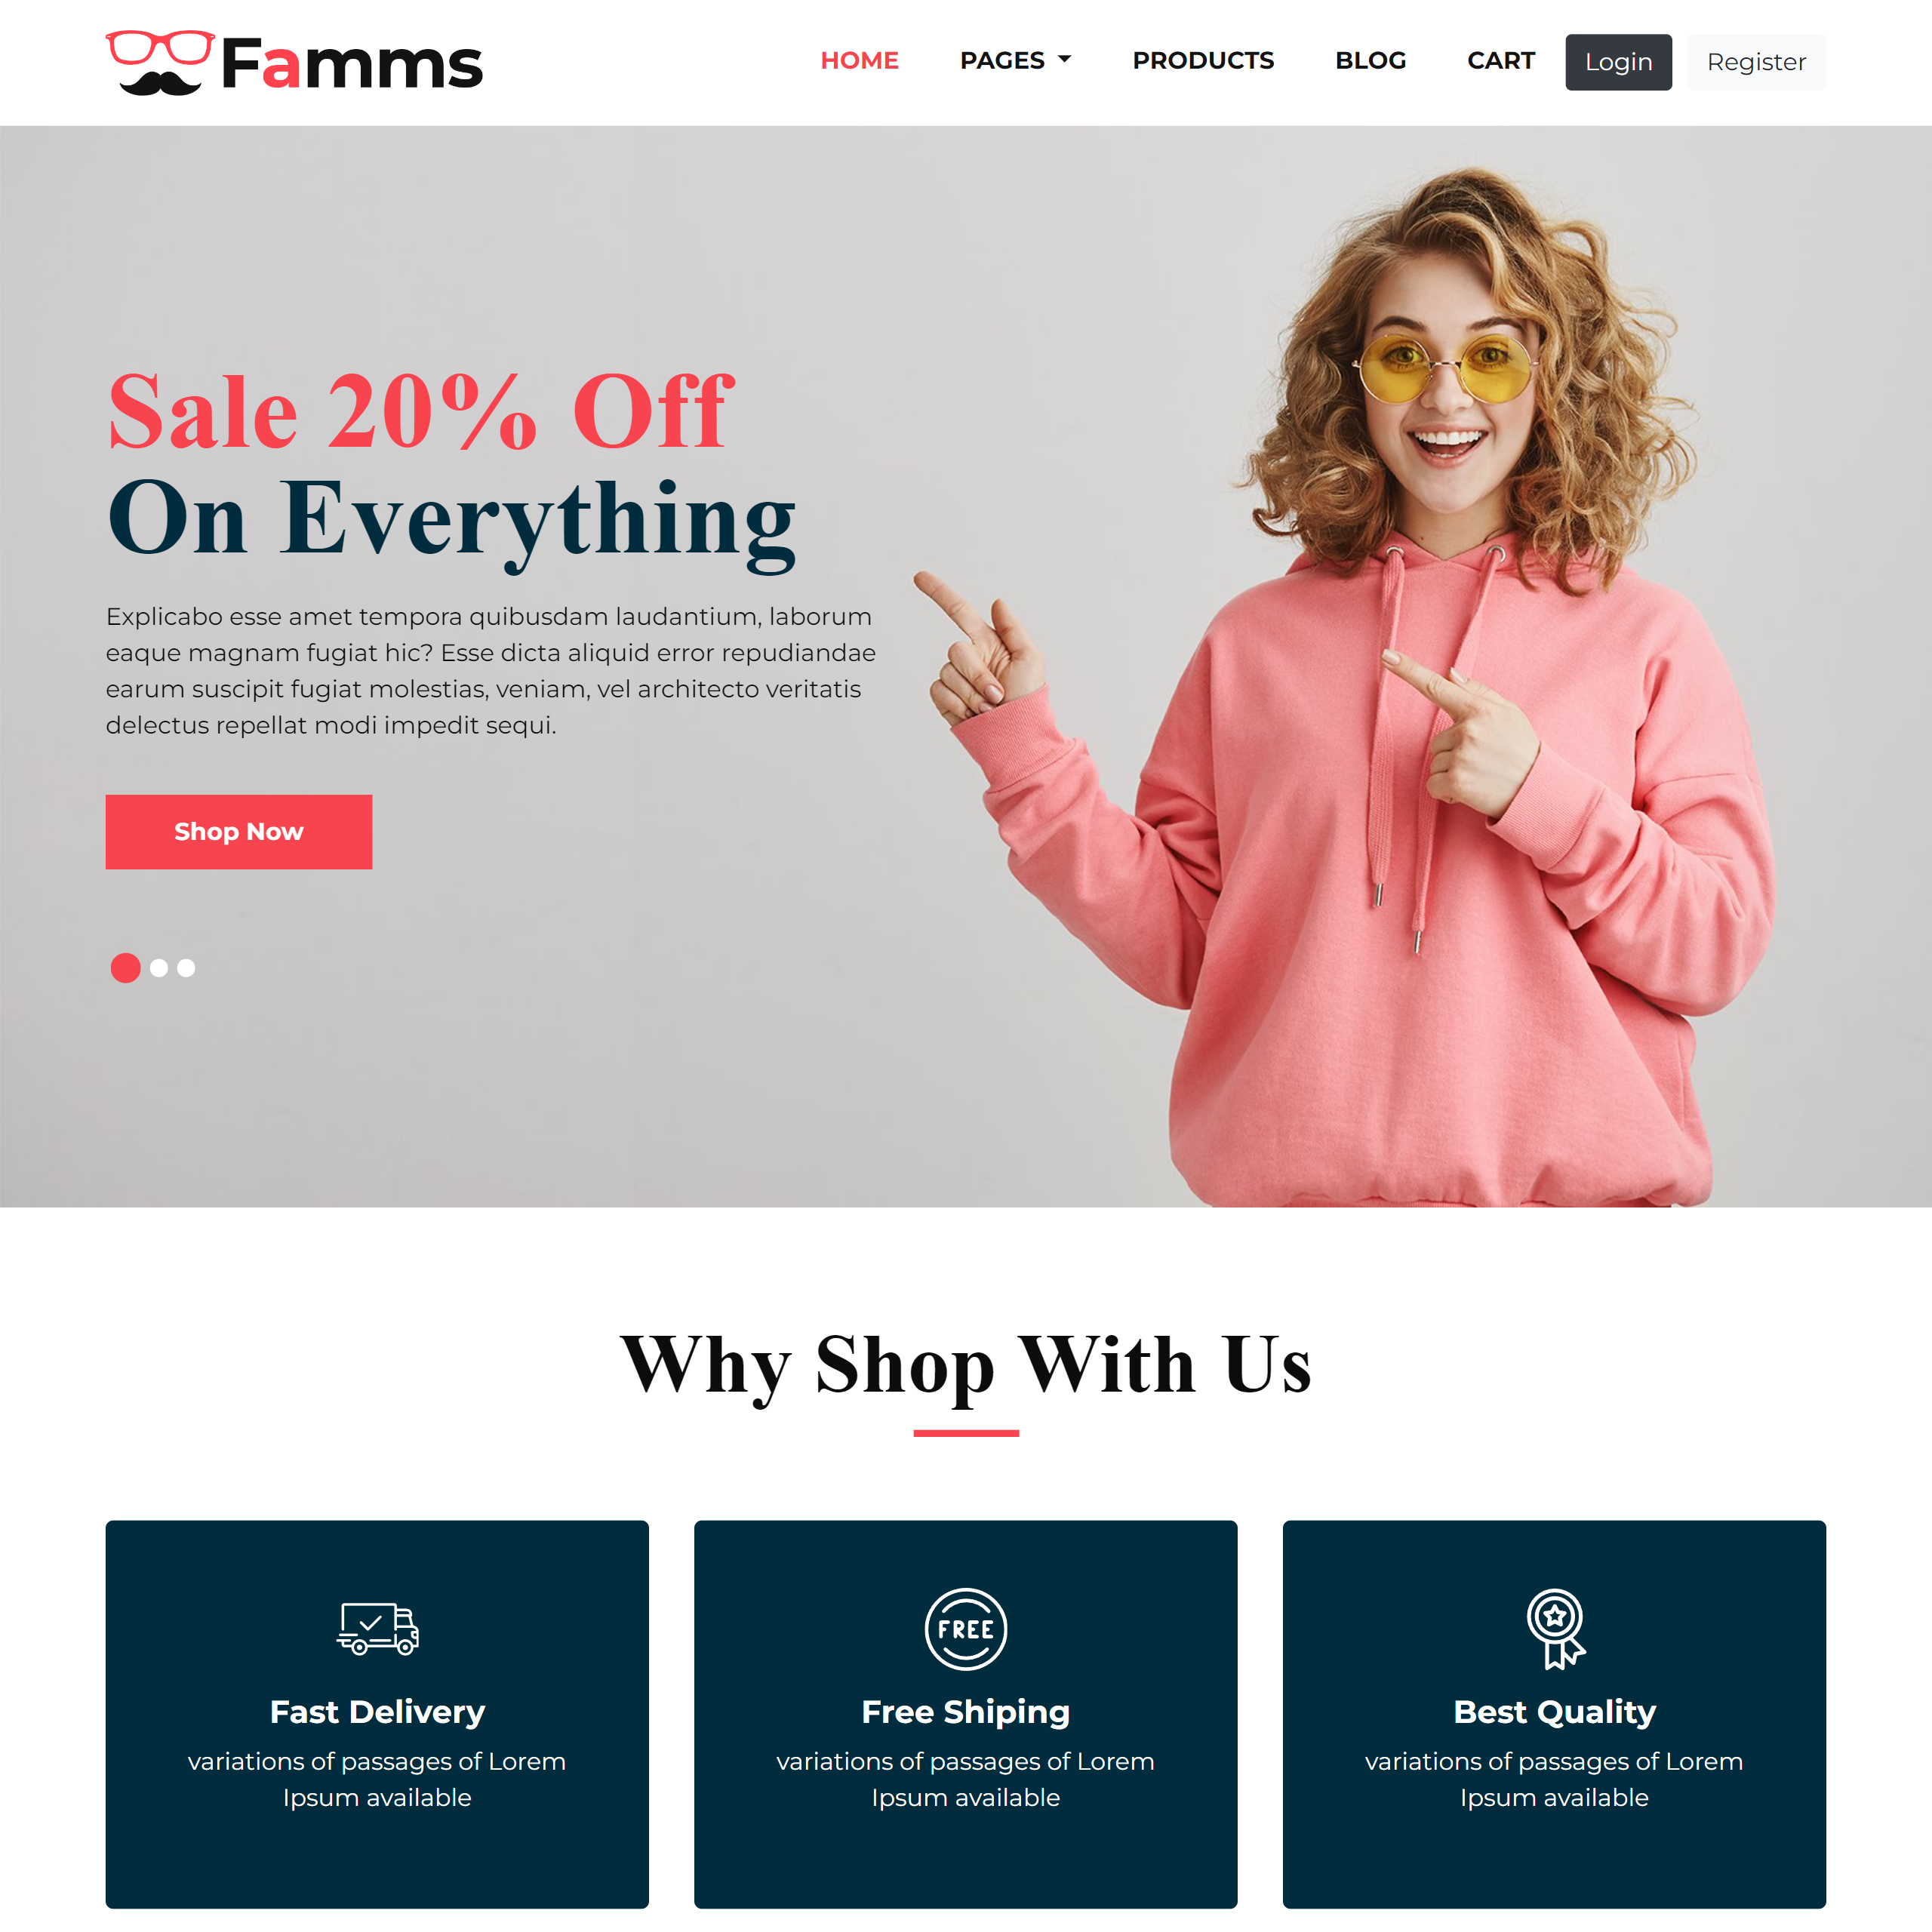 Famms
HOME PAGES PRODUCTS BLOG CART Login Register
Sale 20% Off
On Everything
Explicabo esse amet tempora quibusdam laudantium, laborum
eaque magnam fugiat hic? Esse dicta aliquid error repudiandae
earum suscipit fugiat molestias, veniam, vel architecto veritatis
delectus repellat modi impedit sequi.
Shop Now
Why Shop With Us
FREE
Fast Delivery
variations of passages of Lorem
Ipsum available
Free Shiping
variations of passages of Lorem
Ipsum available
Best Quality
variations of passages of Lorem
Ipsum available